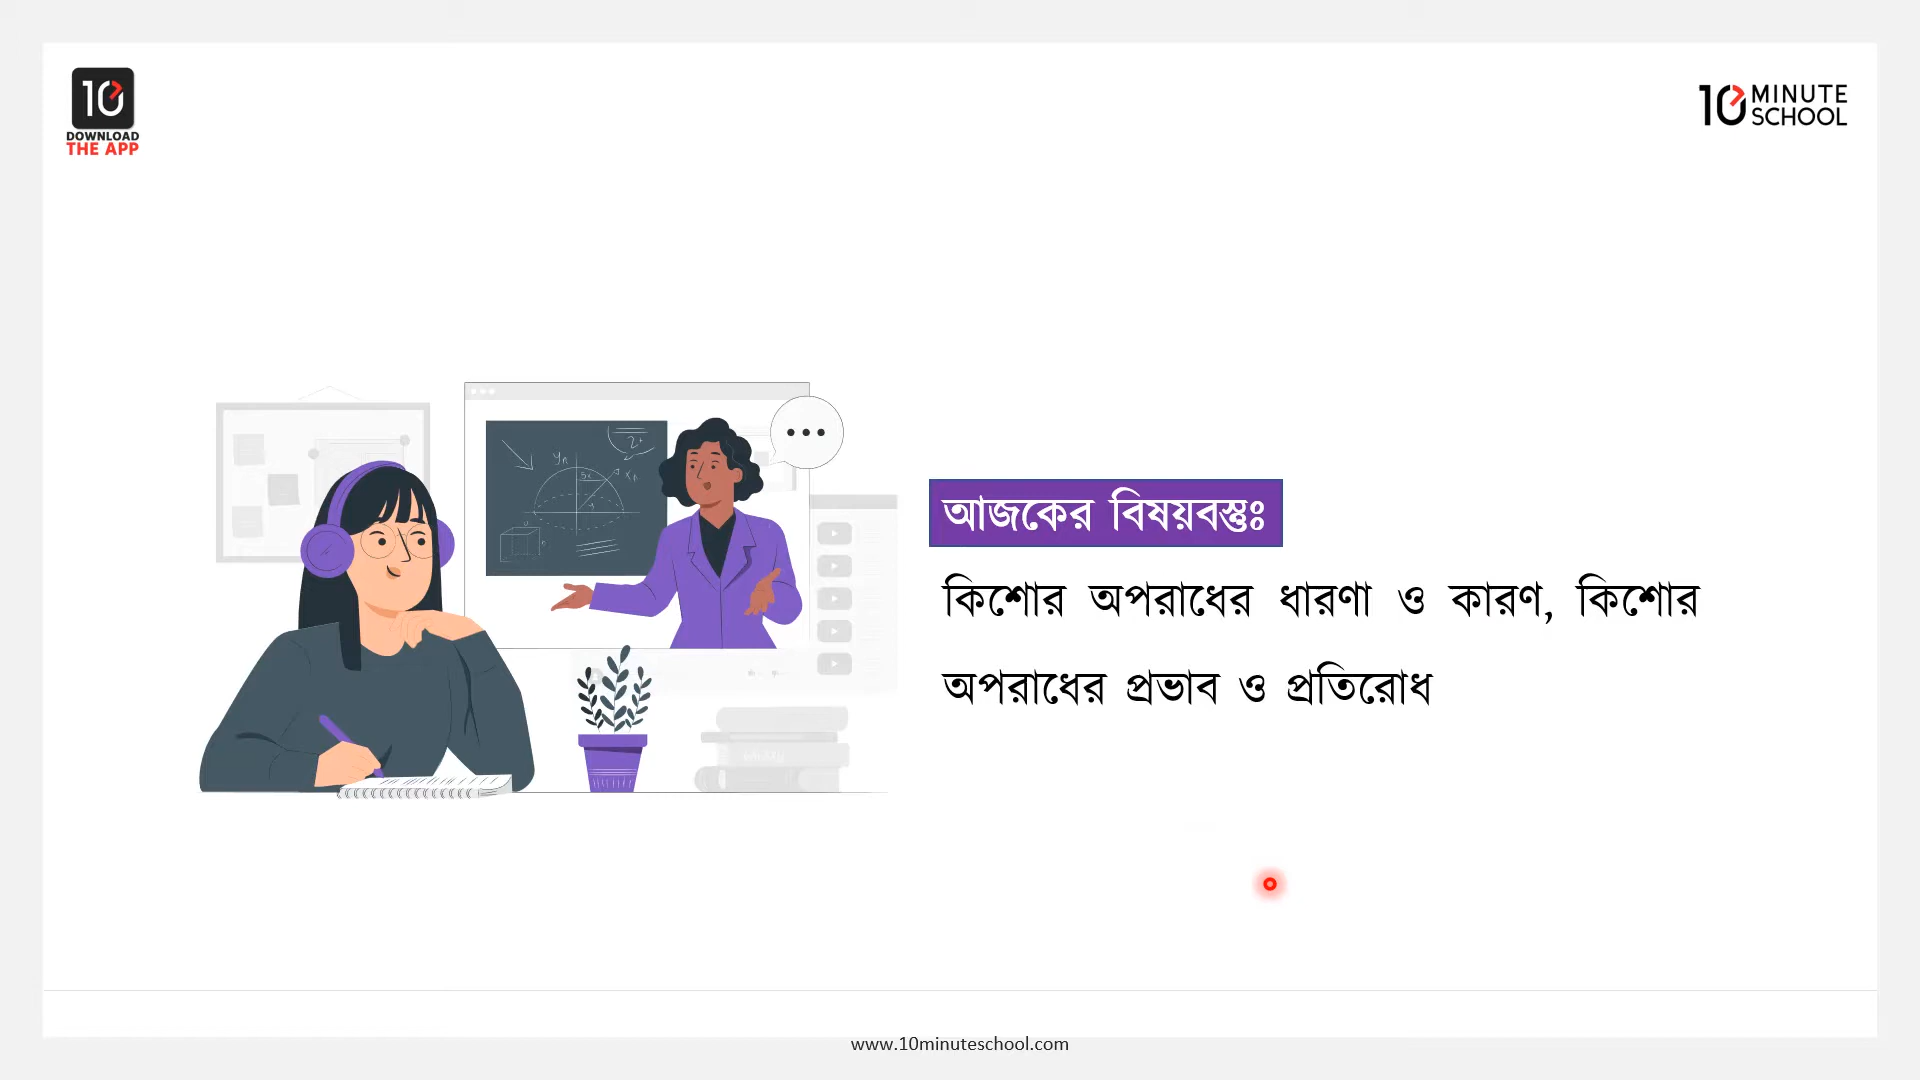 10
DOWNLOAD
THE APP
10 MINUTE
SCHOOL
আজকের বিষয়বস্তুঃ
কিশোর অপরাধের ধারণা ও কারণ, কিশোর
অপরাধের প্রভাব ও প্রতিরোধ
www.10minuteschool.com